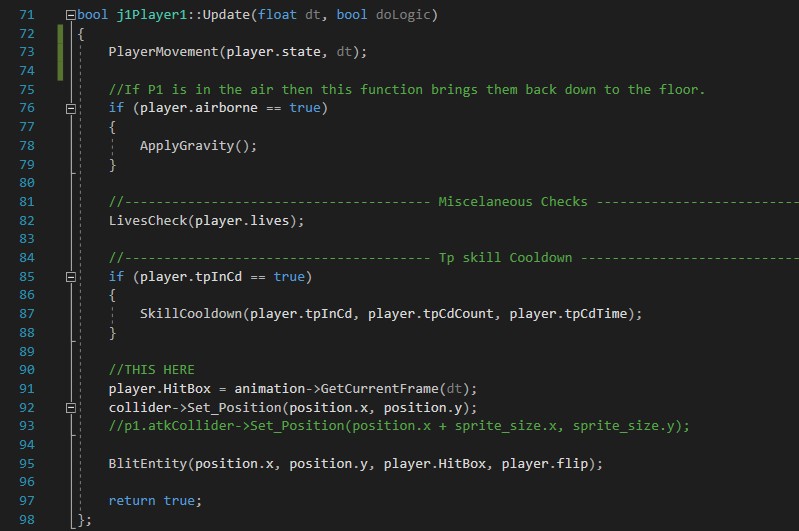 71 bool j1Player1::Update(float dt, bool doLogic)
72 {
73 PlayerMovement(player.state, dt);
74
75 //If P1 is in the air then this function brings them back down to the floor.
76 if (player.airborne == true)
77 {
78 ApplyGravity();
79 }
80
81 //--------------------------------------- Miscelaneous Checks --------------------------
82 LivesCheck(player.lives);
83
84 //--------------------------------------- Tp skill Cooldown ----------------------------
85 if (player.tpInCd == true)
86 {
87 SkillCooldown(player.tpInCd, player.tpCdCount, player.tpCdTime);
88 }
89
90 //THIS HERE
91 player.HitBox = animation->GetCurrentFrame(dt);
92 collider->Set_Position(position.x, position.y);
93 //p1.atkCollider->Set_Position(position.x + sprite_size.x, sprite_size.y);
94
95 BlitEntity(position.x, position.y, player.HitBox, player.flip);
96
97 return true;
98 };